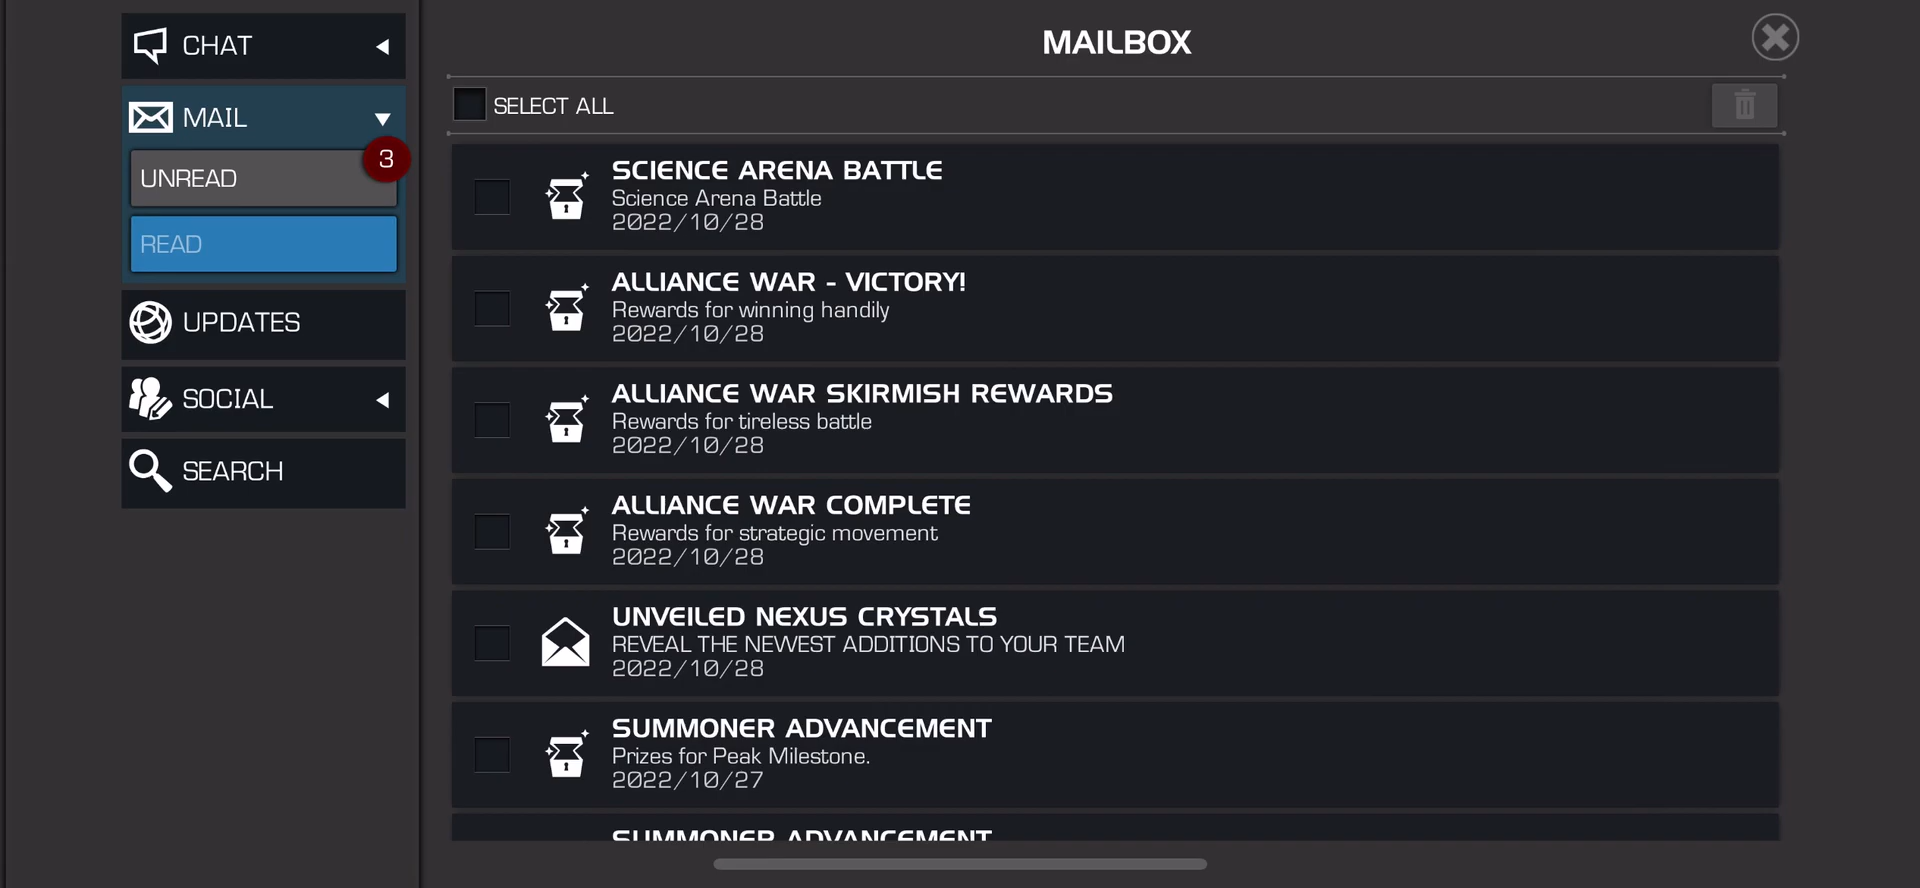 CHAT
MAIL
3
UNREAD
READ
UPDATES
SOCIAL
SEARCH
MAILBOX
SELECT ALL
SCIENCE ARENA BATTLE
Science Arena Battle
2022/10/28
ALLIANCE WAR - VICTORY!
Rewards for winning handily
2022/10/28
ALLIANCE WAR SKIRMISH REWARDS
Rewards for tireless battle
2022/10/28
ALLIANCE WAR COMPLETE
Rewards for strategic movement
2022/10/28
UNVEILED NEXUS CRYSTALS
REVEAL THE NEWEST ADDITIONS TO YOUR TEAM
2022/10/28
SUMMONER ADVANCEMENT
Prizes for Peak Milestone.
2022/10/27
SUMMONER ADVANCEMENT